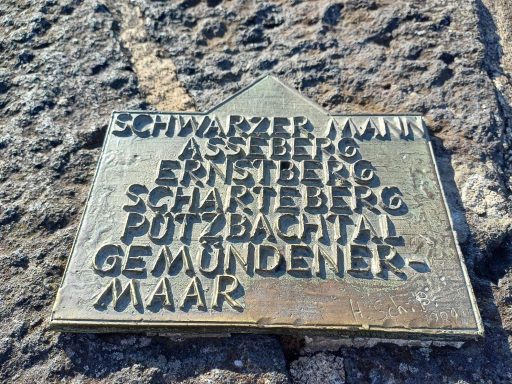 SCHWARZER MANN
ASSEBERG
ERNSTBERG
SCHARTEBERG
PÜTZBACHTAL
GEMÜNDENER-
MAAR